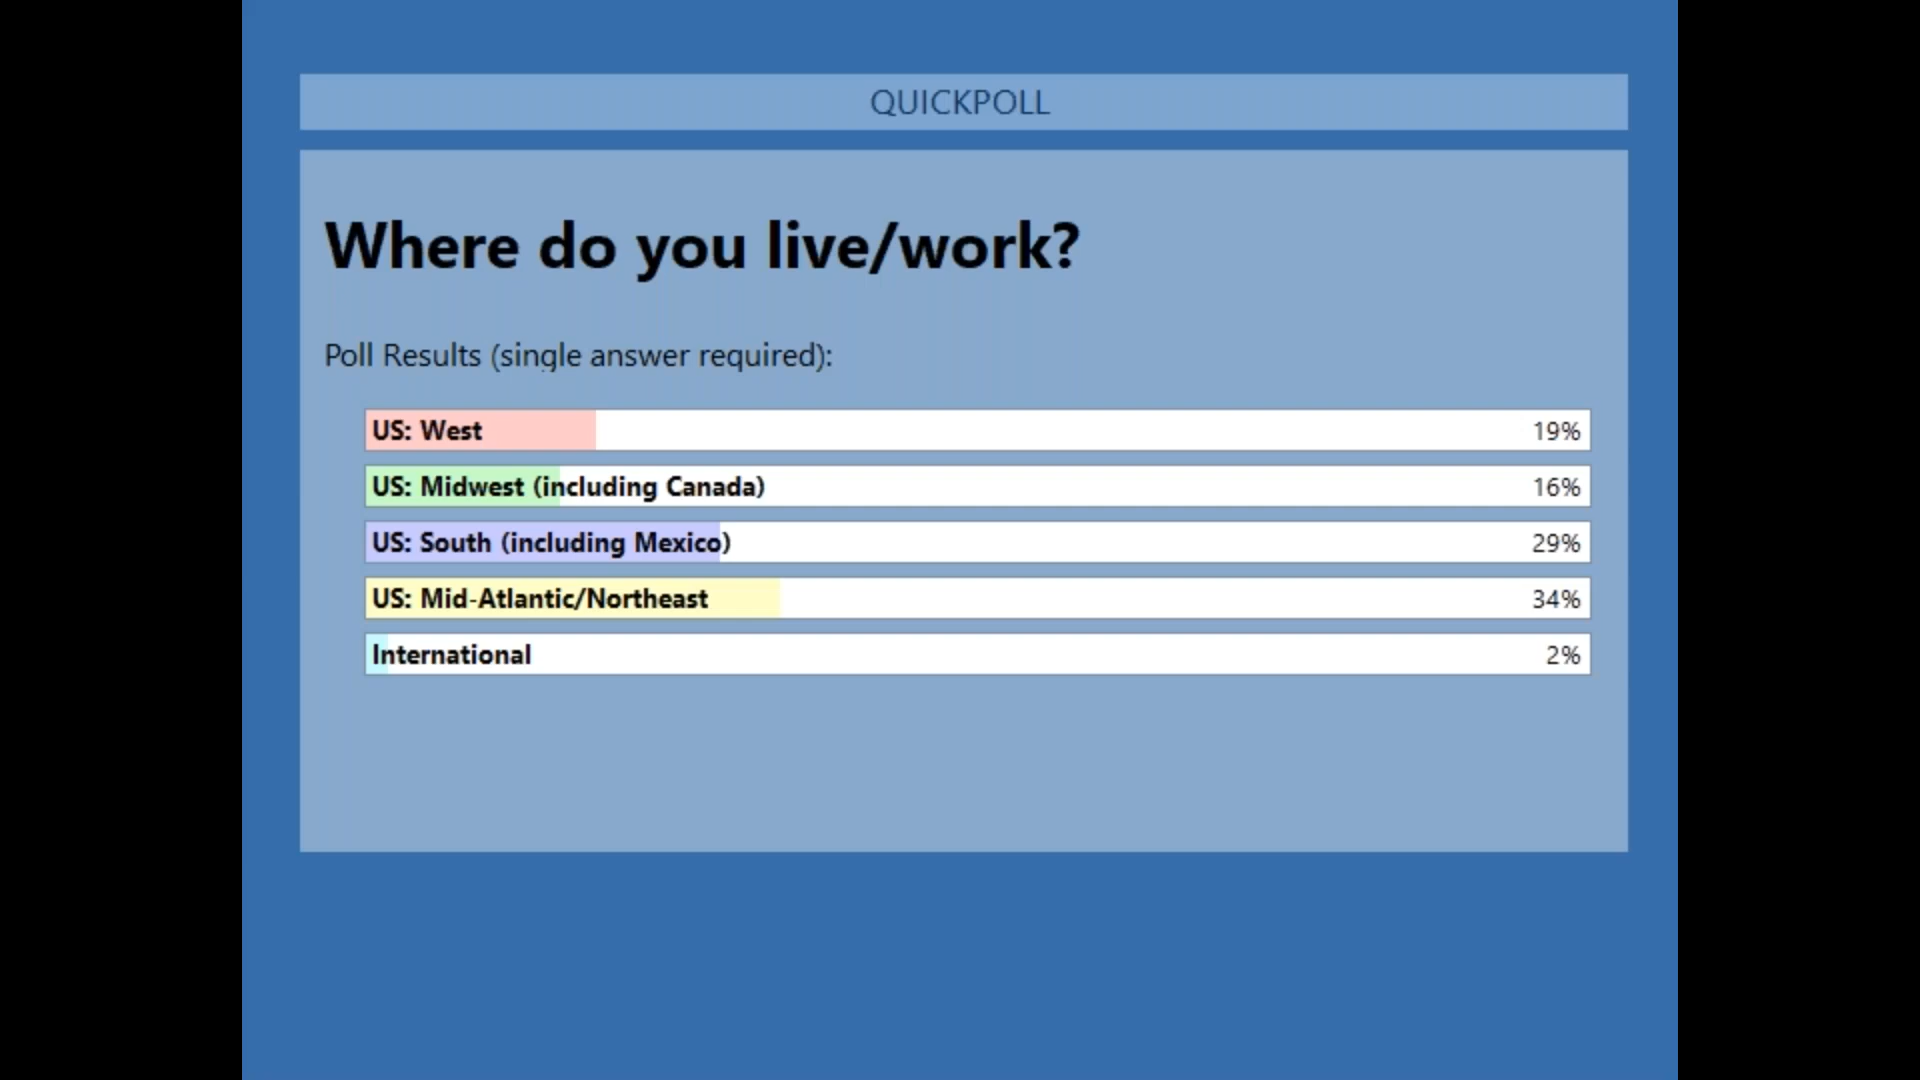 QUICKPOLL
Where do you live/work?
Poll Results (single answer required):
US: West 19%
US: Midwest (including Canada) 16%
US: South (including Mexico) 29%
US: Mid-Atlantic/Northeast 34%
International 2%